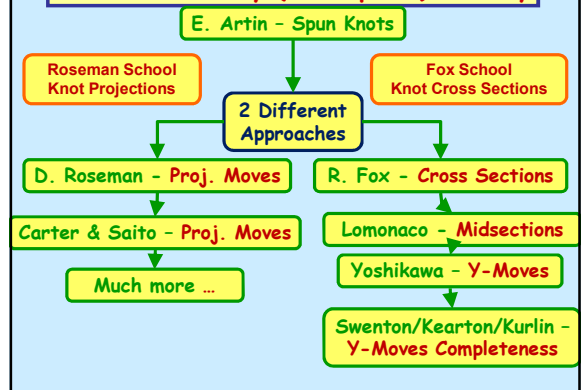 E. Artin – Spun Knots
Roseman School
Knot Projections
Fox School
Knot Cross Sections
2 Different
Approaches
D. Roseman – Proj. Moves
R. Fox – Cross Sections
Carter & Saito – Proj. Moves
Lomonaco – Midsections
Much more …
Yoshikawa – Y-Moves
Swenton/Kearton/Kurlin –
Y-Moves Completeness